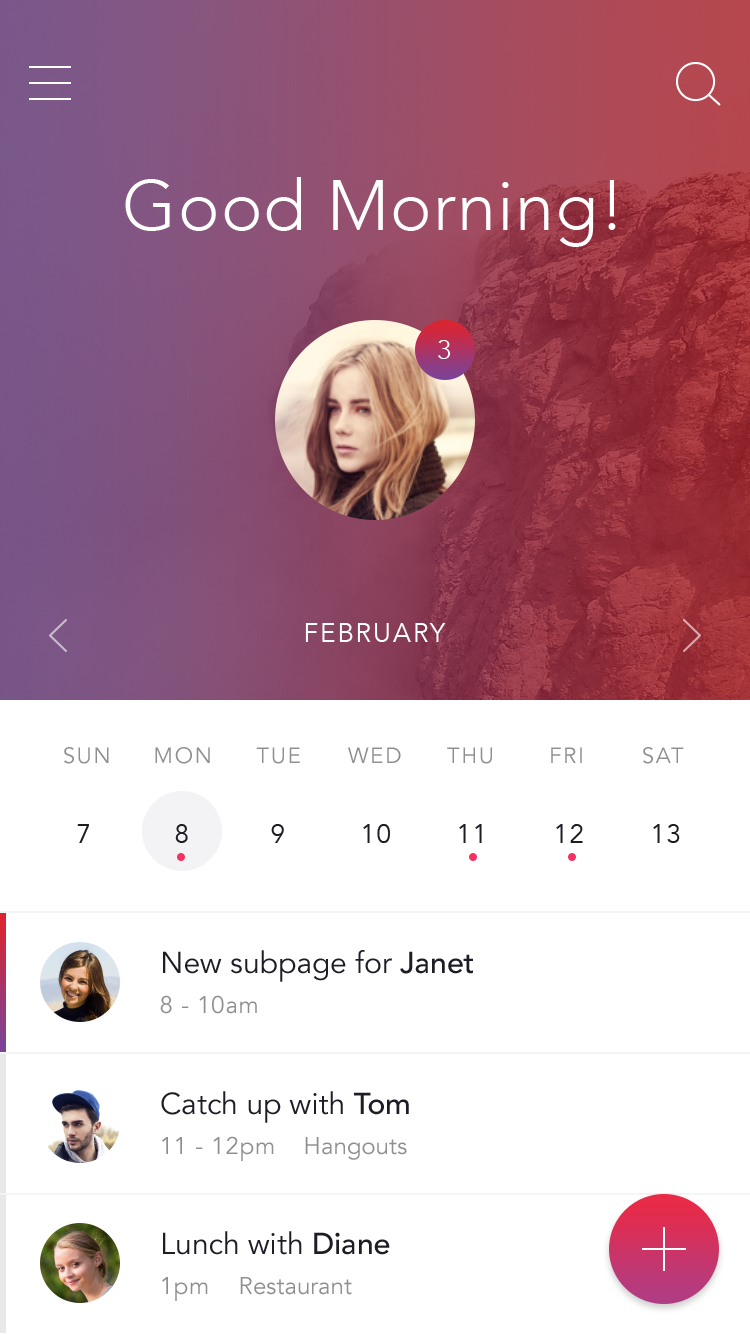 Good Morning!
3
FEBRUARY
SUN MON TUE WED THU FRI SAT
7 8 9 10 11 12 13
New subpage for Janet
8 - 10am
Catch up with Tom
11 - 12pm Hangouts
Lunch with Diane
1pm Restaurant